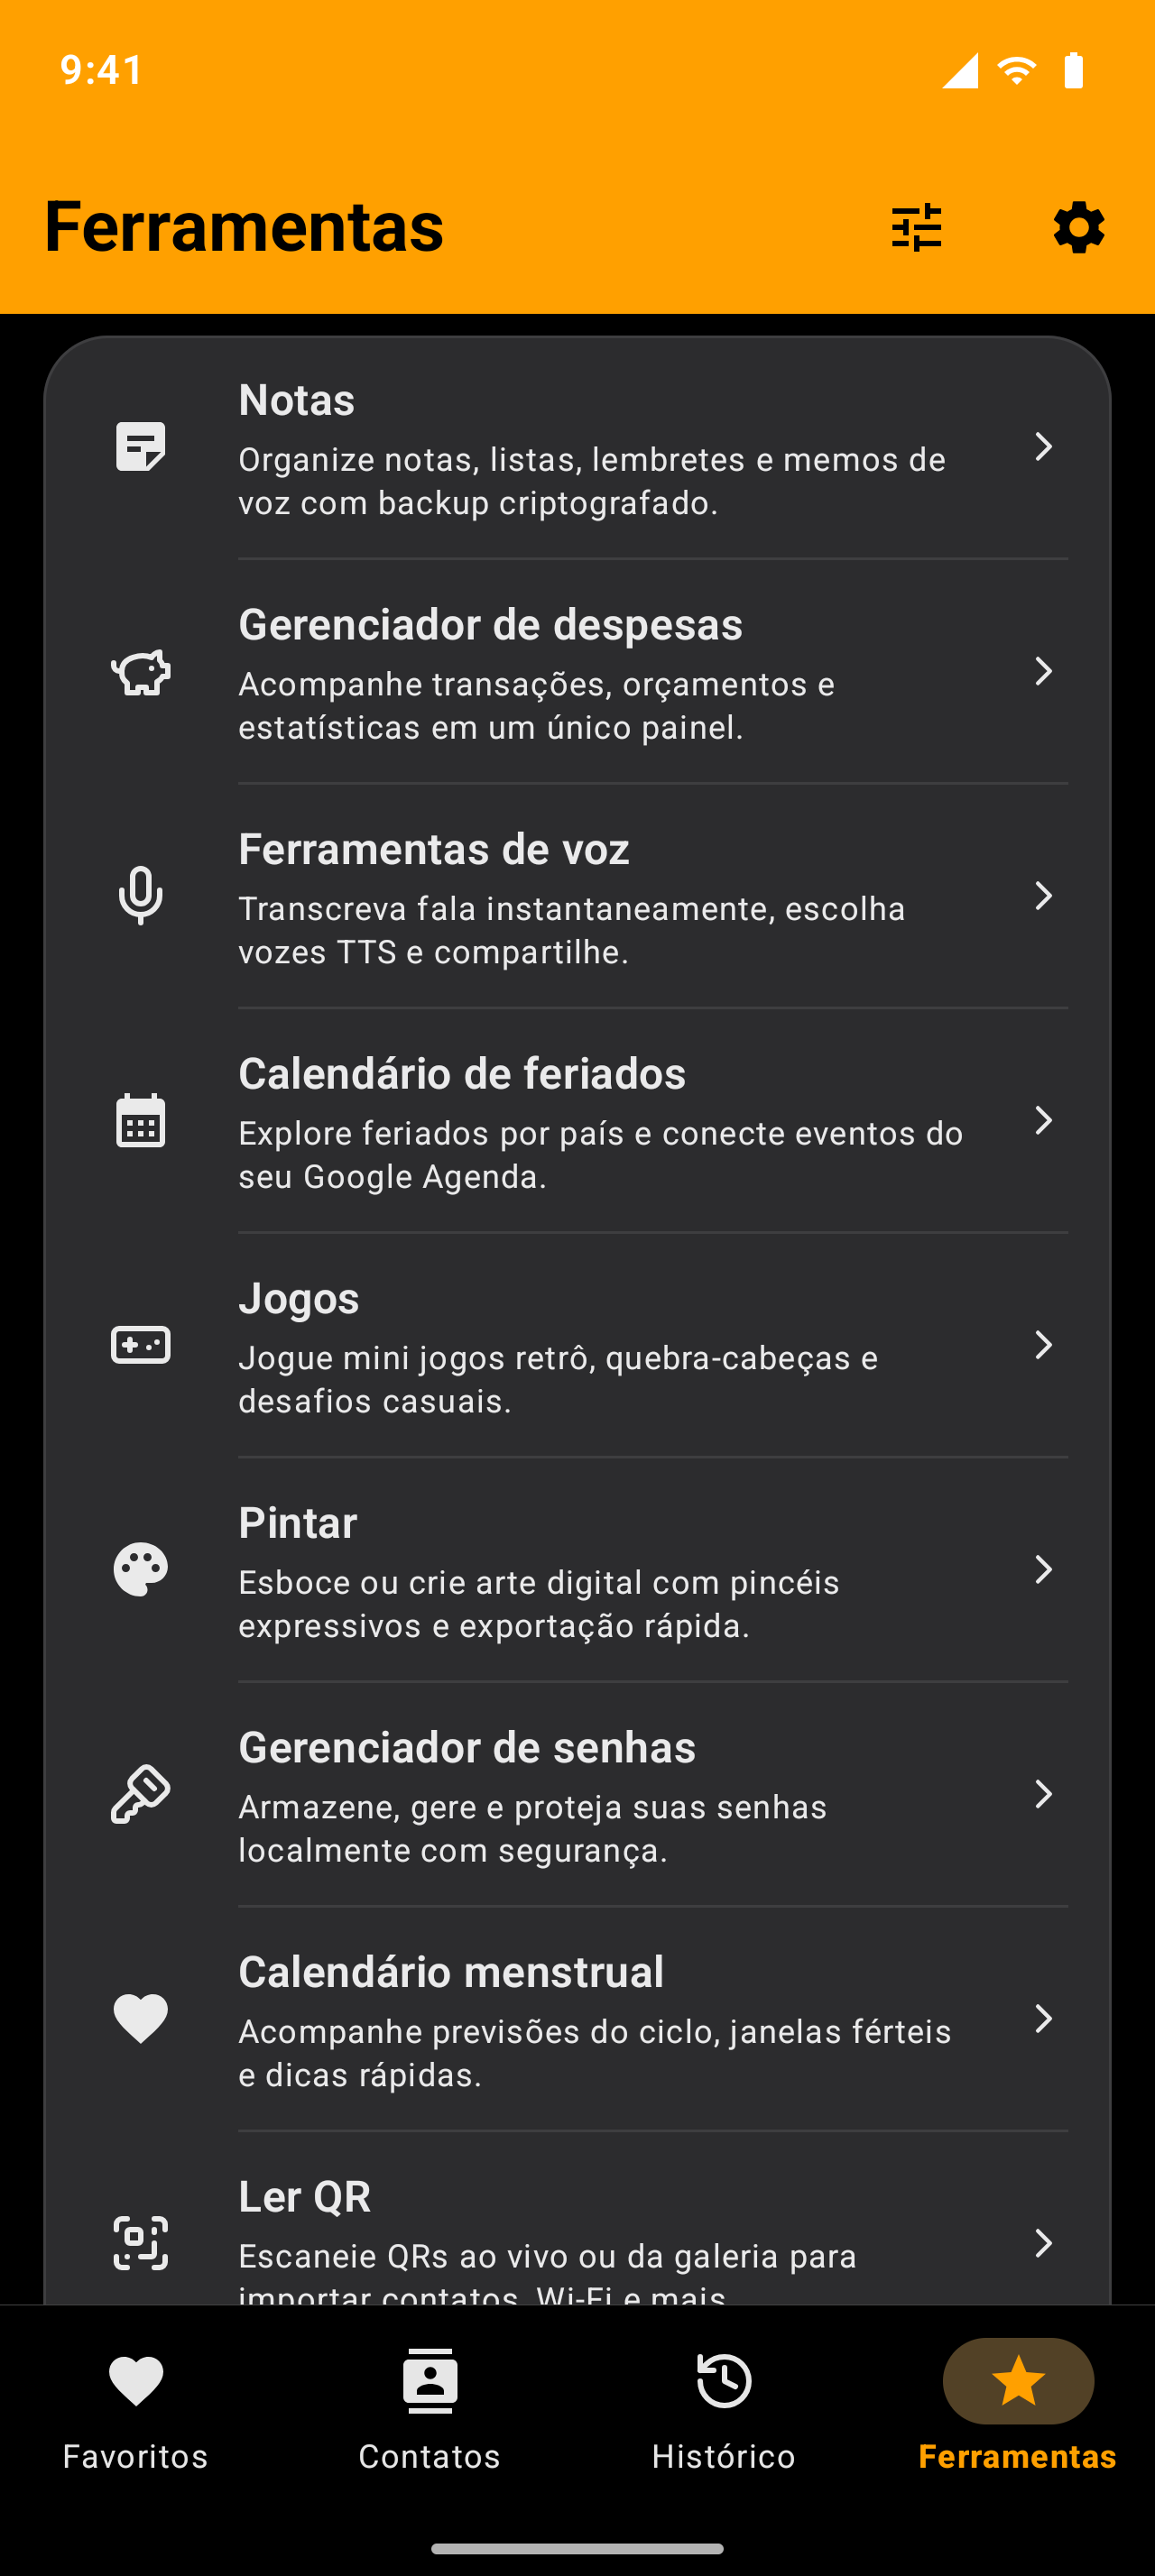 9:41
Ferramentas
Notas
Organize notas, listas, lembretes e memos de
voz com backup criptografado.
Gerenciador de despesas
Acompanhe transações, orçamentos e
estatísticas em um único painel.
Ferramentas de voz
Transcreva fala instantaneamente, escolha
vozes TTS e compartilhe.
Calendário de feriados
Explore feriados por país e conecte eventos do
seu Google Agenda.
Jogos
Jogue mini jogos retrô, quebra-cabeças e
desafios casuais.
Pintar
Esboce ou crie arte digital com pincéis
expressivos e exportação rápida.
Gerenciador de senhas
Armazene, gere e proteja suas senhas
localmente com segurança.
Calendário menstrual
Acompanhe previsões do ciclo, janelas férteis
e dicas rápidas.
Ler QR
Escaneie QRs ao vivo ou da galeria para
importar contatos, Wi-Fi e mais.
Favoritos
Contatos
Histórico
Ferramentas